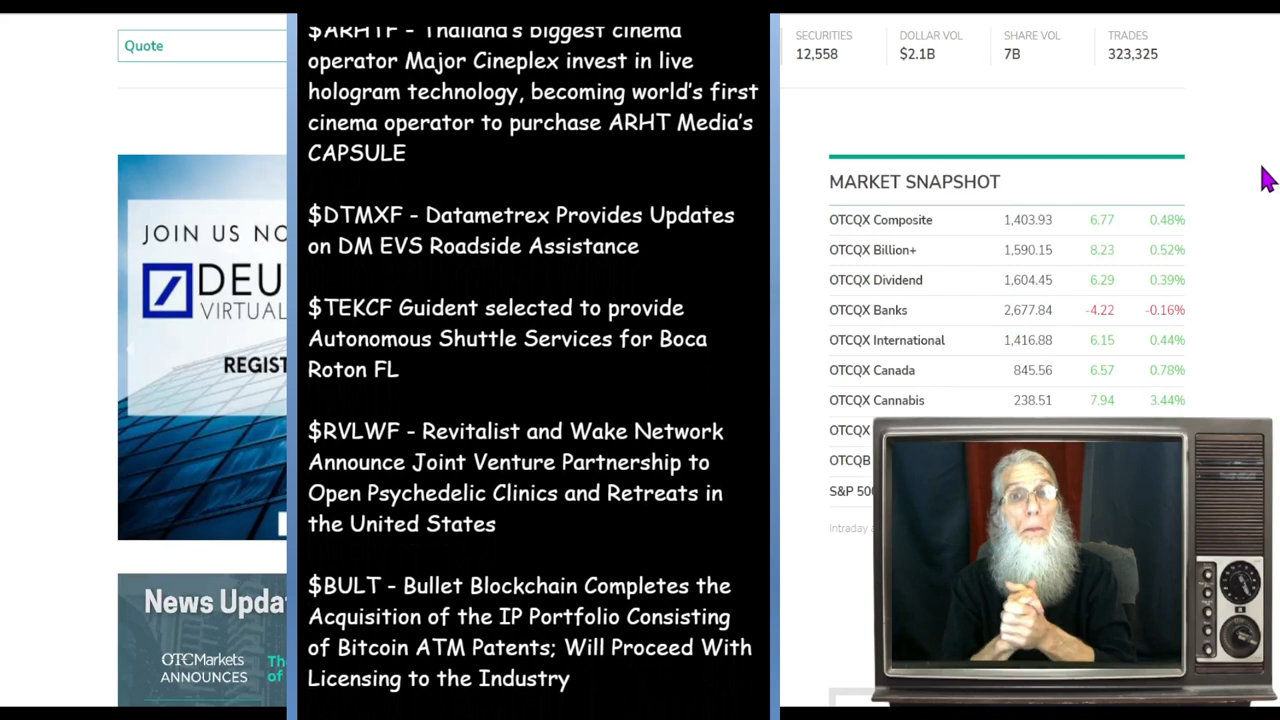 Quote
$ARHTF - Thailand's biggest cinema
operator Major Cineplex invest in live
hologram technology, becoming world's first
cinema operator to purchase ARHT Media's
CAPSULE
$DTMXF - Datametrex Provides Updates
on DM EVS Roadside Assistance
$TEKCF Guident selected to provide
Autonomous Shuttle Services for Boca
Roton FL
$RVLWF - Revitalist and Wake Network
Announce Joint Venture Partnership to
Open Psychedelic Clinics and Retreats in
the United States
$BULT - Bullet Blockchain Completes the
Acquisition of the IP Portfolio Consisting
of Bitcoin ATM Patents; Will Proceed With
Licensing to the Industry
JOIN US NO
DEU
VIRTUAL
REGIST
News Upda
OTCMarkets
ANNOUNCES
Th
of
SECURITIES DOLLAR VOL SHARE VOL TRADES
12,558 $2.1B 7B 323,325
MARKET SNAPSHOT
OTCQX Composite 1,403.93 6.77 0.48%
OTCQX Billion+ 1,590.15 8.23 0.52%
OTCQX Dividend 1,604.45 6.29 0.39%
OTCQX Banks 2,677.84 -4.22 -0.16%
OTCQX International 1,416.88 6.15 0.44%
OTCQX Canada 845.56 6.57 0.78%
OTCQX Cannabis 238.51 7.94 3.44%
OTCQX
OTCQB
S&P 500
Intraday